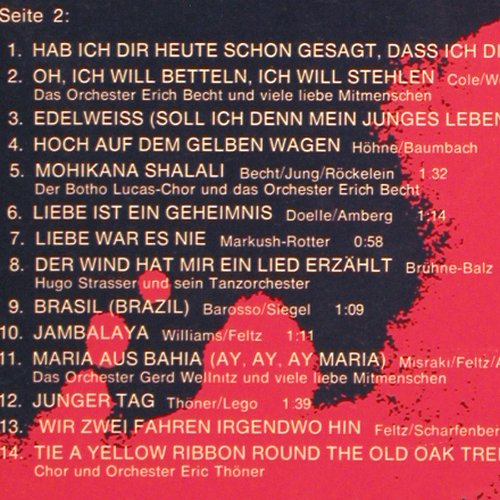 Seite 2:
1. HAB ICH DIR HEUTE SCHON GESAGT, DASS ICH
2. OH, ICH WILL BETTELN, ICH WILL STEHLEN Cole/
Das Orchester Erich Becht und viele liebe Mitmenschen
3. EDELWEISS (SOLL ICH DENN MEIN JUNGES LEBEN
4. HOCH AUF DEM GELBEN WAGEN Höhne/Baumbach
5. MOHIKANA SHALALI Becht/Jung/Röckelein 1.32
Der Botho Lucas-Chor und das Orchester Erich Becht
6. LIEBE IST EIN GEHEIMNIS Doelle/Amberg 1:14
7. LIEBE WAR ES NIE Markush-Rotter 0:58
8. DER WIND HAT MIR EIN LIED ERZÄHLT Brühne-Balz
Hugo Strasser und sein Tanzorchester
9. BRASIL (BRAZIL) Barosso/Siegel 1:09
10. JAMBALAYA Williams/Feltz 1:11
11. MARIA AUS BAHIA (AY, AY, AY MARIA) Misraki/Feltz/
Das Orchester Gerd Wellnitz und viele liebe Mitmenschen
12. JUNGER TAG Thöner/Lego 1:39
13. WIR ZWEI FAHREN IRGENDWO HIN Feltz/Scharfenber
14. TIE A YELLOW RIBBON ROUND THE OLD OAK TRE
Chor und Orchester Eric Thöner